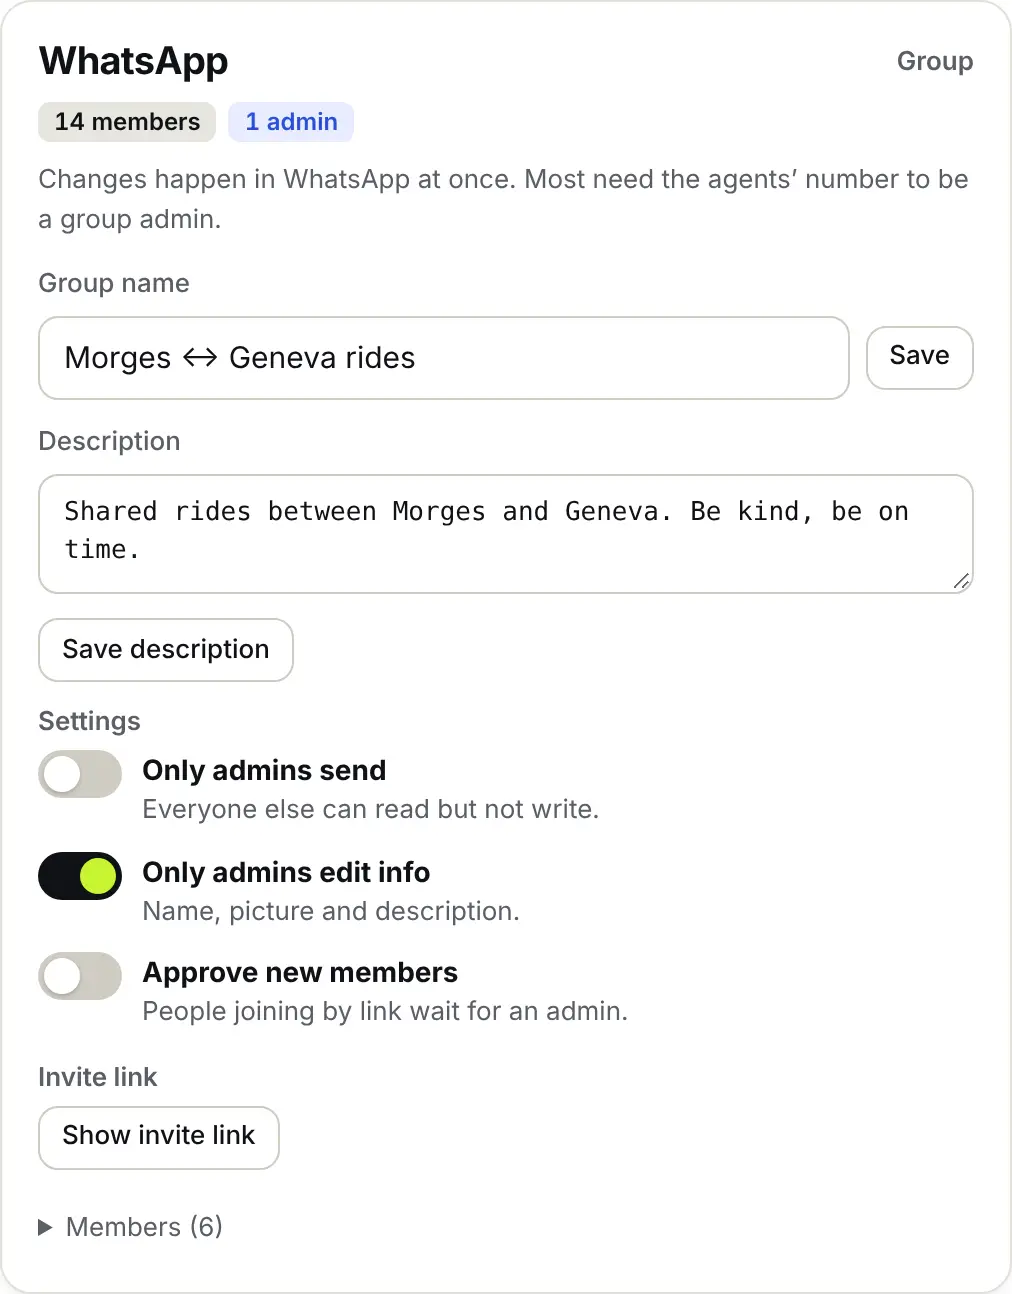 WhatsApp
Group
14 members
1 admin
Changes happen in WhatsApp at once. Most need the agents’ number to be
a group admin.
Group name
Morges ↔ Geneva rides
Save
Description
Shared rides between Morges and Geneva. Be kind, be on
time.
Save description
Settings
Only admins send
Everyone else can read but not write.
Only admins edit info
Name, picture and description.
Approve new members
People joining by link wait for an admin.
Invite link
Show invite link
▶ Members (6)